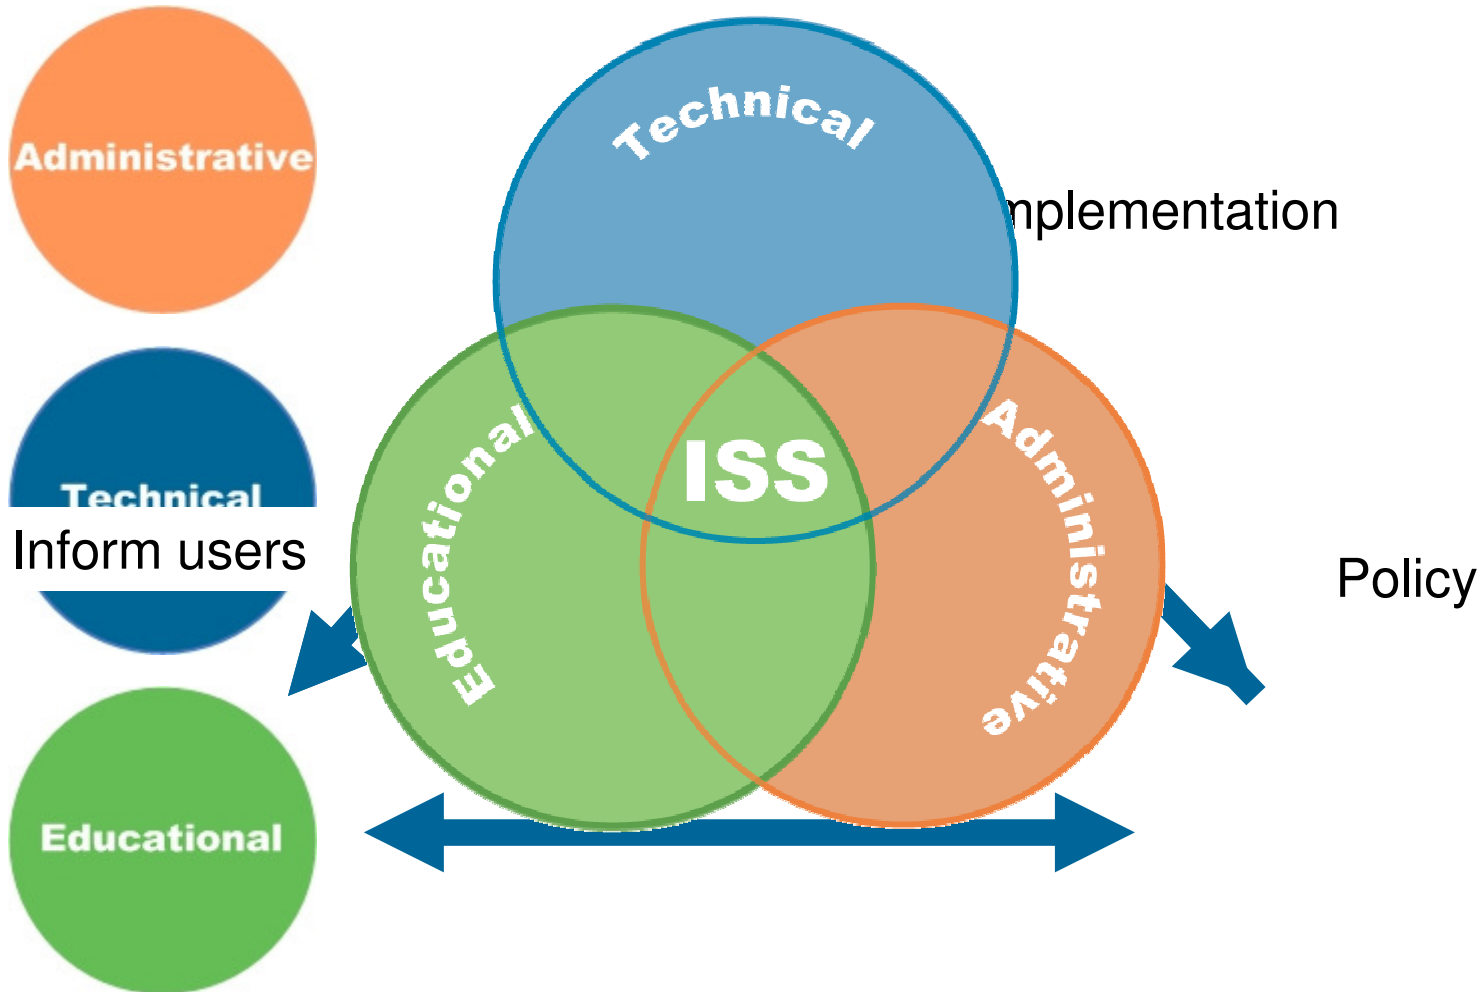 Administrative
Technical
Inform users
Educational
Technical
mplementation
Educational
ISS
Administrative
Policy